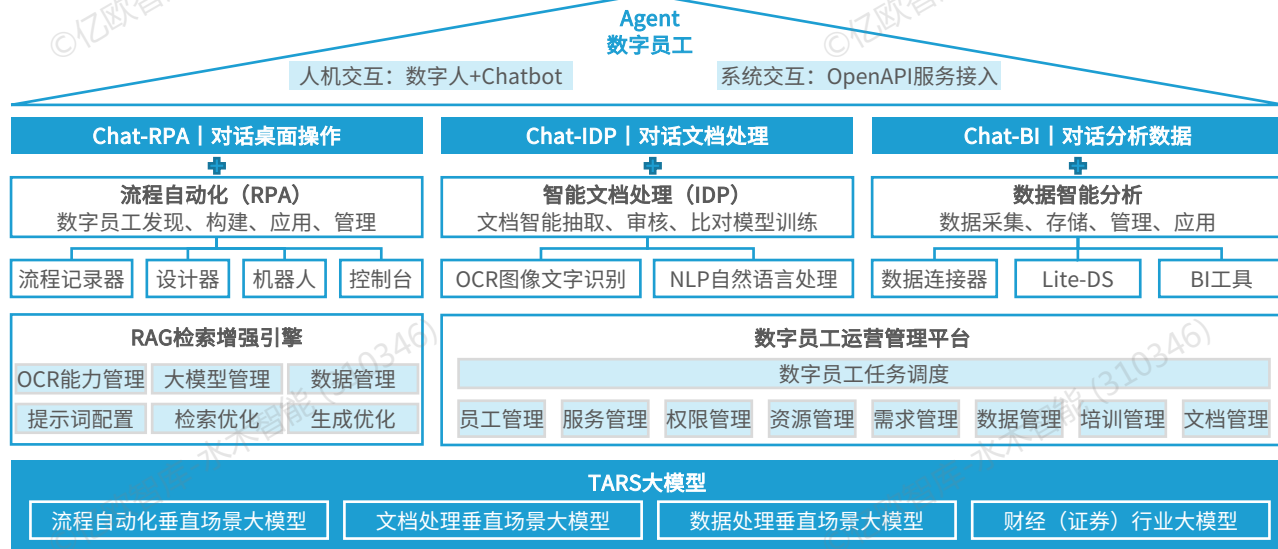 Agent
数字员工
人机交互：数字人+Chatbot
系统交互：OpenAPI服务接入
Chat-RPA｜对话桌面操作
Chat-IDP｜对话文档处理
Chat-BI｜对话分析数据
流程自动化（RPA）
数字员工发现、构建、应用、管理
智能文档处理（IDP）
文档智能抽取、审核、比对模型训练
数据智能分析
数据采集、存储、管理、应用
流程记录器
设计器
机器人
控制台
OCR图像文字识别
NLP自然语言处理
数据连接器
Lite-DS
BI工具
RAG检索增强引擎
OCR能力管理
大模型管理
数据管理
提示词配置
检索优化
生成优化
数字员工运营管理平台
数字员工任务调度
员工管理
服务管理
权限管理
资源管理
需求管理
数据管理
培训管理
文档管理
TARS大模型
流程自动化垂直场景大模型
文档处理垂直场景大模型
数据处理垂直场景大模型
财经（证券）行业大模型